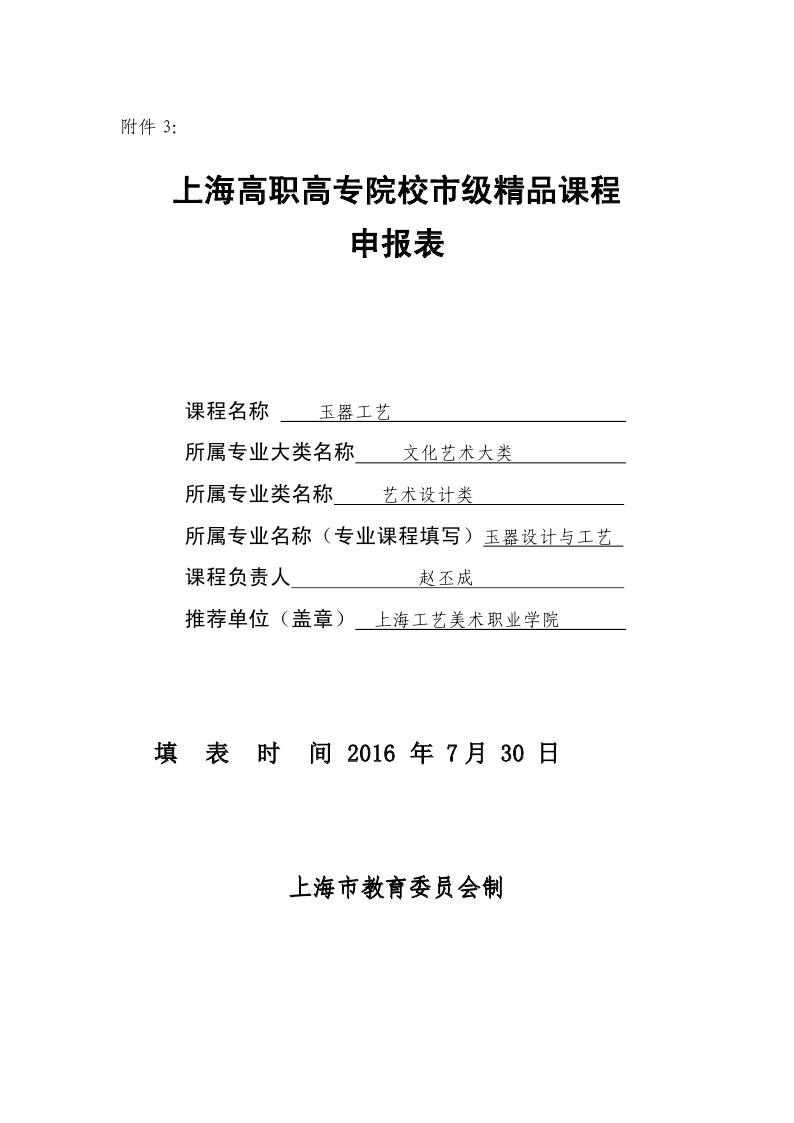 附件 3：
上海高职高专院校市级精品课程
申报表
课程名称 玉器工艺
所属专业大类名称 文化艺术大类
所属专业类名称 艺术设计类
所属专业名称（专业课程填写）玉器设计与工艺
课程负责人 赵丕成
推荐单位（盖章） 上海工艺美术职业学院
填 表 时 间 2016 年 7月 30 日
上海市教育委员会制